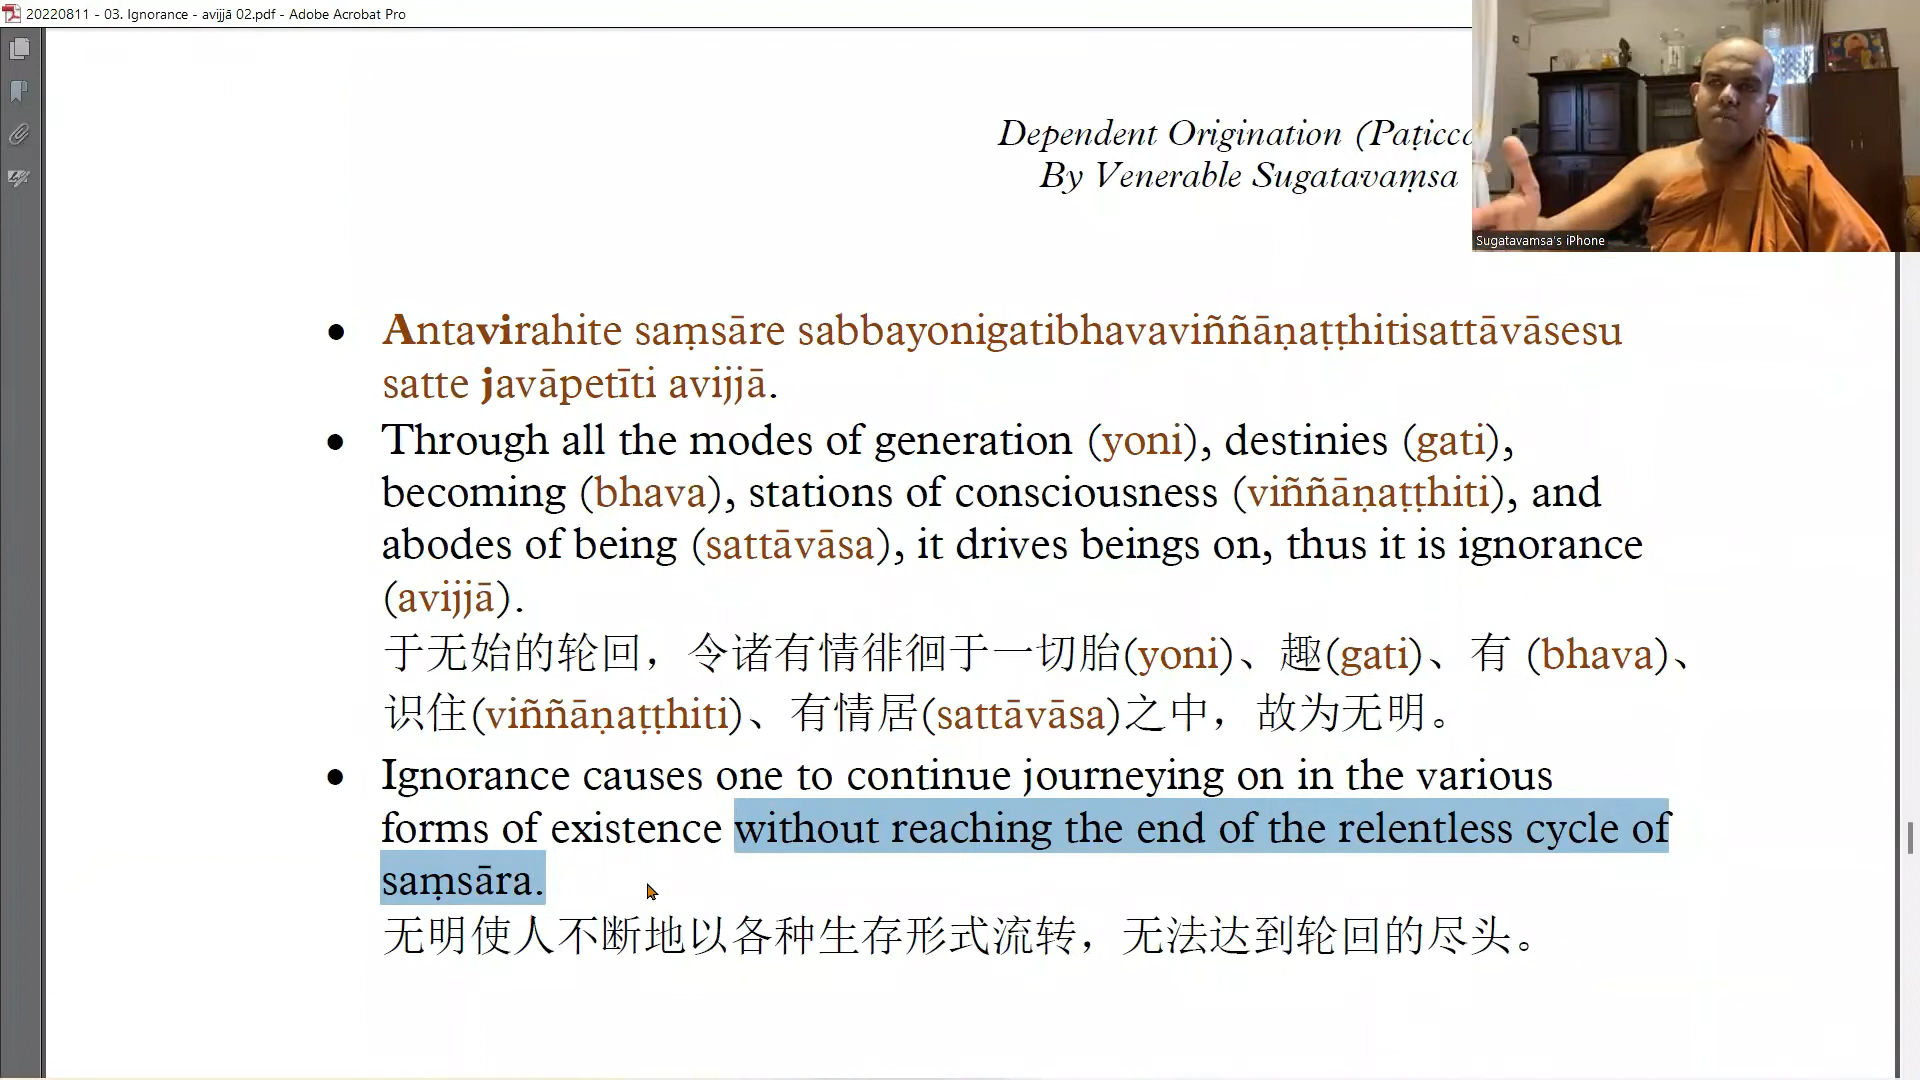 20220811 - 03. Ignorance - avijjā 02.pdf - Adobe Acrobat Pro
Dependent Origination (Paṭicca
By Venerable Sugatavaṃsa
Sugatavamsa's iPhone
• Antavirahite saṃsāre sabbayonigatibhavaviññāṇaṭṭhitisattāvāsesu
satte javāpetīti avijjā.
• Through all the modes of generation (yoni), destinies (gati),
becoming (bhava), stations of consciousness (viññāṇaṭṭhiti), and
abodes of being (sattāvāsa), it drives beings on, thus it is ignorance
(avijjā).
于无始的轮回，令诸有情徘徊于一切胎(yoni)、趣(gati)、有 (bhava)、
识住(viññāṇaṭṭhiti)、有情居(sattāvāsa)之中，故为无明。
• Ignorance causes one to continue journeying on in the various
forms of existence without reaching the end of the relentless cycle of
saṃsāra.
无明使人不断地以各种生存形式流转，无法达到轮回的尽头。